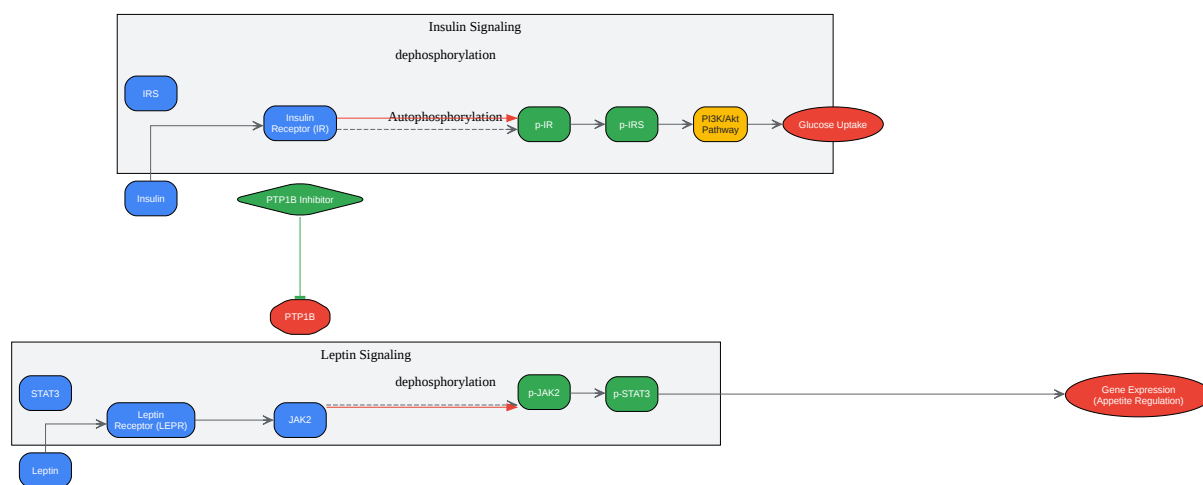 Insulin Signaling
dephosphorylation
IRS
Insulin
Receptor (IR)
Autophosphorylation
p-IR
p-IRS
PI3K/Akt
Pathway
Glucose Uptake
Insulin
PTP1B Inhibitor
PTP1B
Leptin Signaling
dephosphorylation
STAT3
Leptin
Receptor (LEPR)
JAK2
p-JAK2
p-STAT3
Gene Expression
(Appetite Regulation)
Leptin